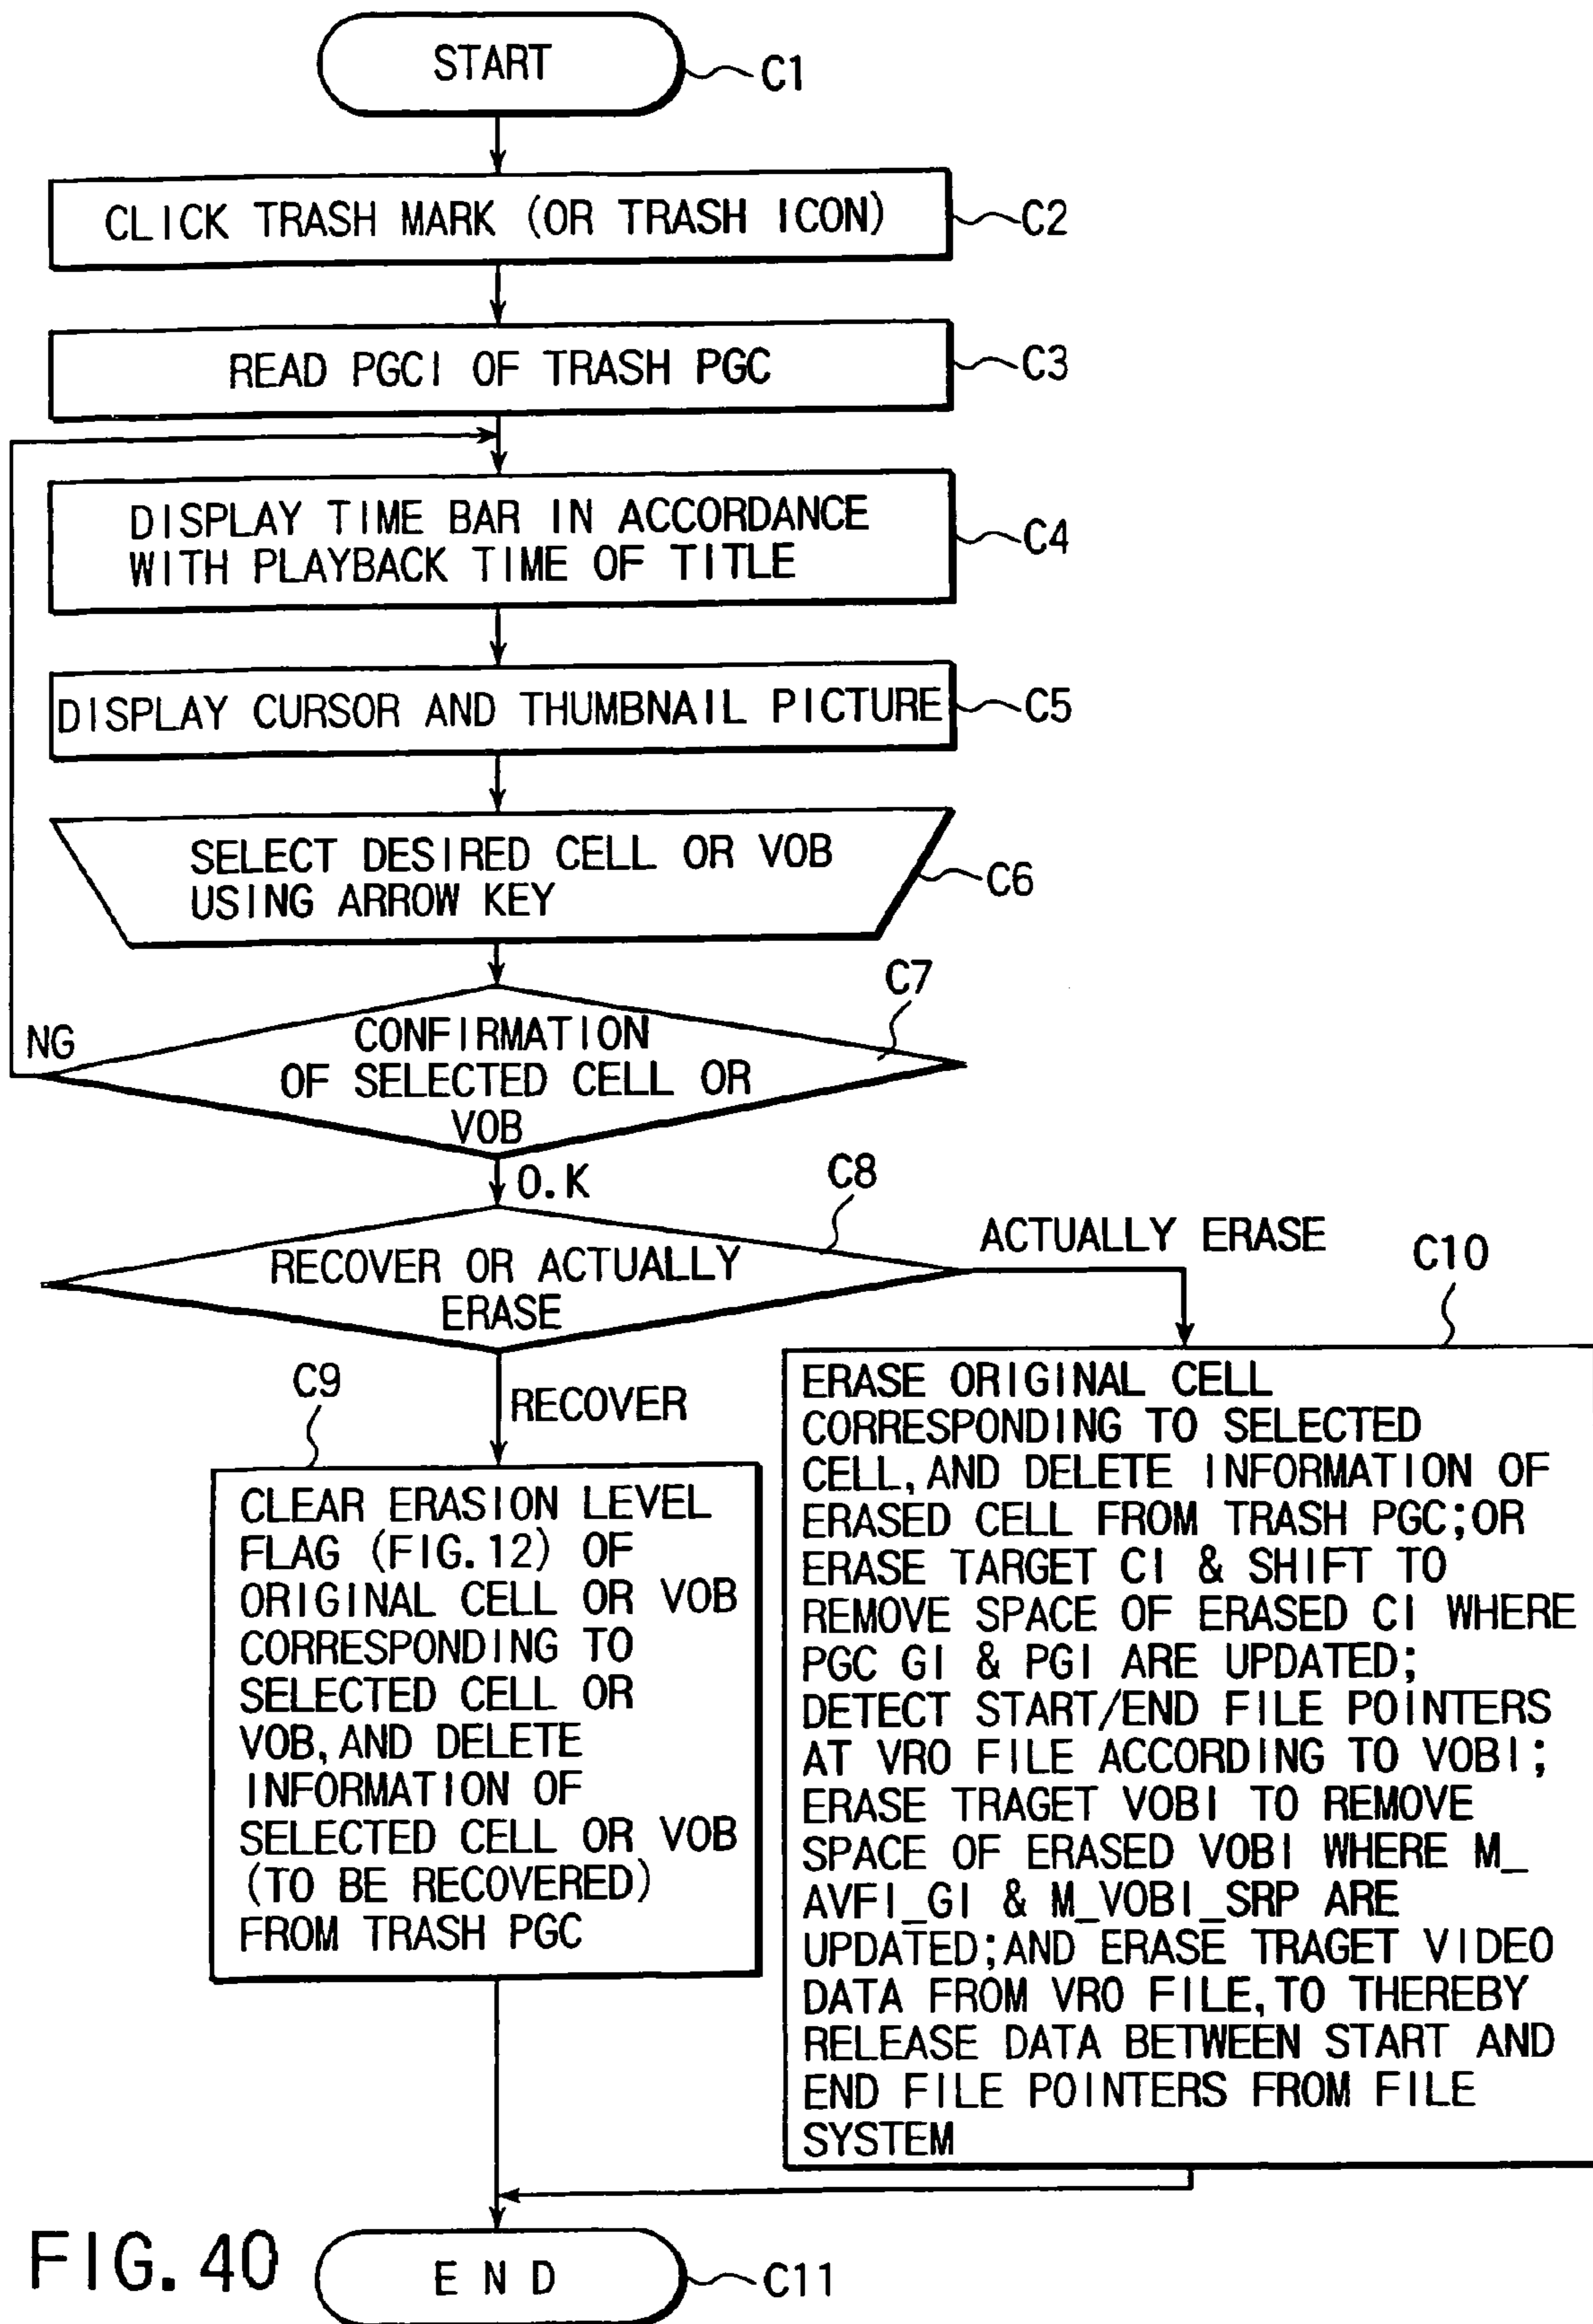 START
C1
CLICK TRASH MARK (OR TRASH ICON)
C2
READ PGCI OF TRASH PGC
C3
DISPLAY TIME BAR IN ACCORDANCE
WITH PLAYBACK TIME OF TITLE
C4
DISPLAY CURSOR AND THUMBNAIL PICTURE
C5
SELECT DESIRED CELL OR VOB
USING ARROW KEY
C6
C7
NG
CONFIRMATION
OF SELECTED CELL OR
VOB
O.K
C8
RECOVER OR ACTUALLY
ERASE
ACTUALLY ERASE
C10
C9
RECOVER
CLEAR ERASION LEVEL
FLAG (FIG.12) OF
ORIGINAL CELL OR VOB
CORRESPONDING TO
SELECTED CELL OR
VOB,AND DELETE
INFORMATION OF
SELECTED CELL OR VOB
(TO BE RECOVERED)
FROM TRASH PGC
ERASE ORIGINAL CELL
CORRESPONDING TO SELECTED
CELL,AND DELETE INFORMATION OF
ERASED CELL FROM TRASH PGC;OR
ERASE TARGET CI & SHIFT TO
REMOVE SPACE OF ERASED CI WHERE
PGC GI & PGI ARE UPDATED;
DETECT START/END FILE POINTERS
AT VRO FILE ACCORDING TO VOBI;
ERASE TRAGET VOBI TO REMOVE
SPACE OF ERASED VOBI WHERE M_
AVFI_GI & M_VOBI_SRP ARE
UPDATED;AND ERASE TRAGET VIDEO
DATA FROM VRO FILE,TO THEREBY
RELEASE DATA BETWEEN START AND
END FILE POINTERS FROM FILE
SYSTEM
FIG. 40
END
C11